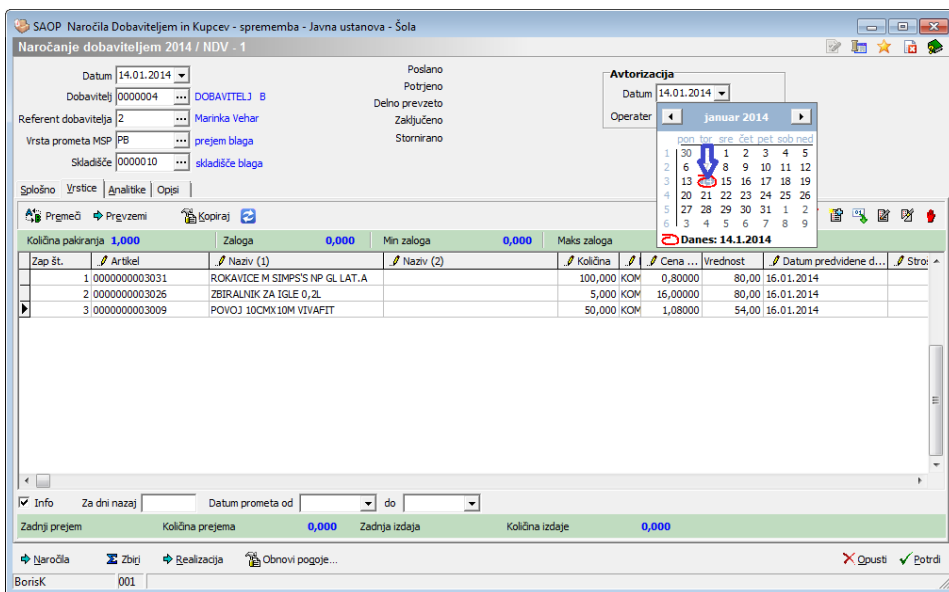 SAOP Naročila Dobaviteljem in Kupcev - sprememba - Javna ustanova - Šola
Naročanje dobaviteljem 2014 / NDV - 1
Datum 14.01.2014
Dobavitelj 0000004 ... DOBAVITELJ B
Referent dobavitelja 2 ... Marinka Vehar
Vrsta prometa MSP PB ... prejem blaga
Skladišče 0000010 ... skladišče blaga
Poslano
Potrjeno
Delno prevzeto
Zaključeno
Stornirano
Avtorizacija
Datum 14.01.2014
Operater
januar 2014
pon tor sre čet pet sob ned
1 30 1 2 3 4 5
2 6 8 9 10 11 12
3 13 15 16 17 18 19
4 20 21 22 23 24 25 26
5 27 28 29 30 31 1 2
6 3 4 5 6 7 8 9
Danes: 14.1.2014
Splošno Vrstice Analitike Opisi
Premeči Prevzemi Kopiraj
Količina pakiranja 1,000 Zaloga 0,000 Min zaloga 0,000 Maks zaloga
Zap št. Artikel Naziv (1) Naziv (2) Količina Cena ... Vrednost Datum predvidene d... Stro
1 0000000003031 ROKAVICE M SIMPS'S NP GL LAT.A 100,000 KOM 0,80000 80,00 16.01.2014
2 0000000003026 ZBIRALNIK ZA IGLE 0,2L 5,000 KOM 16,00000 80,00 16.01.2014
3 0000000003009 POVOJ 10CMX10M VIVAFIT 50,000 KOM 1,08000 54,00 16.01.2014
Info Za dni nazaj Datum prometa od do
Zadnji prejem Količina prejema 0,000 Zadnja izdaja Količina izdaje 0,000
Naročila Zbiri Realizacija Obnovi pogoje... Opusti Potrdi
BorisK 001